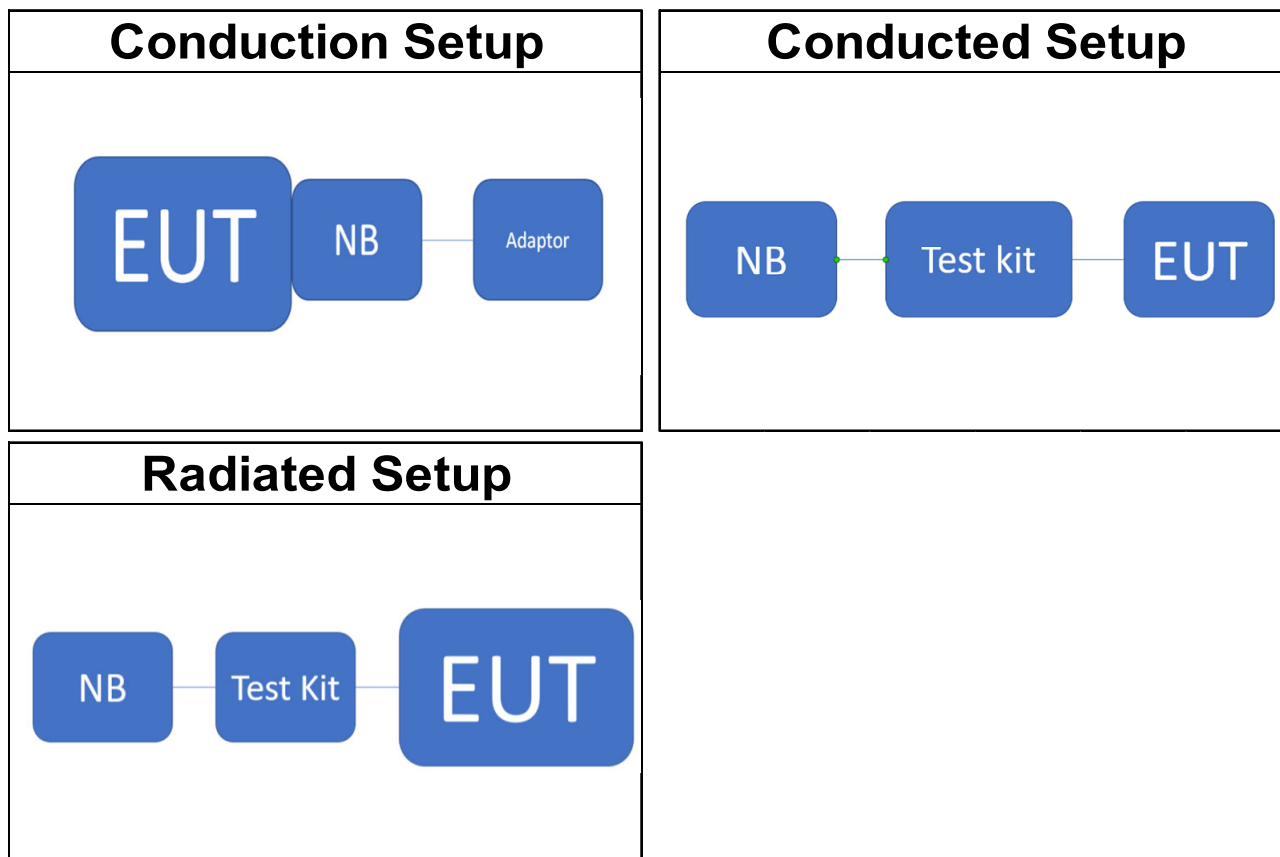 Conduction Setup
EUT
NB
Adaptor
Conducted Setup
NB
Test kit
EUT
Radiated Setup
NB
Test Kit
EUT